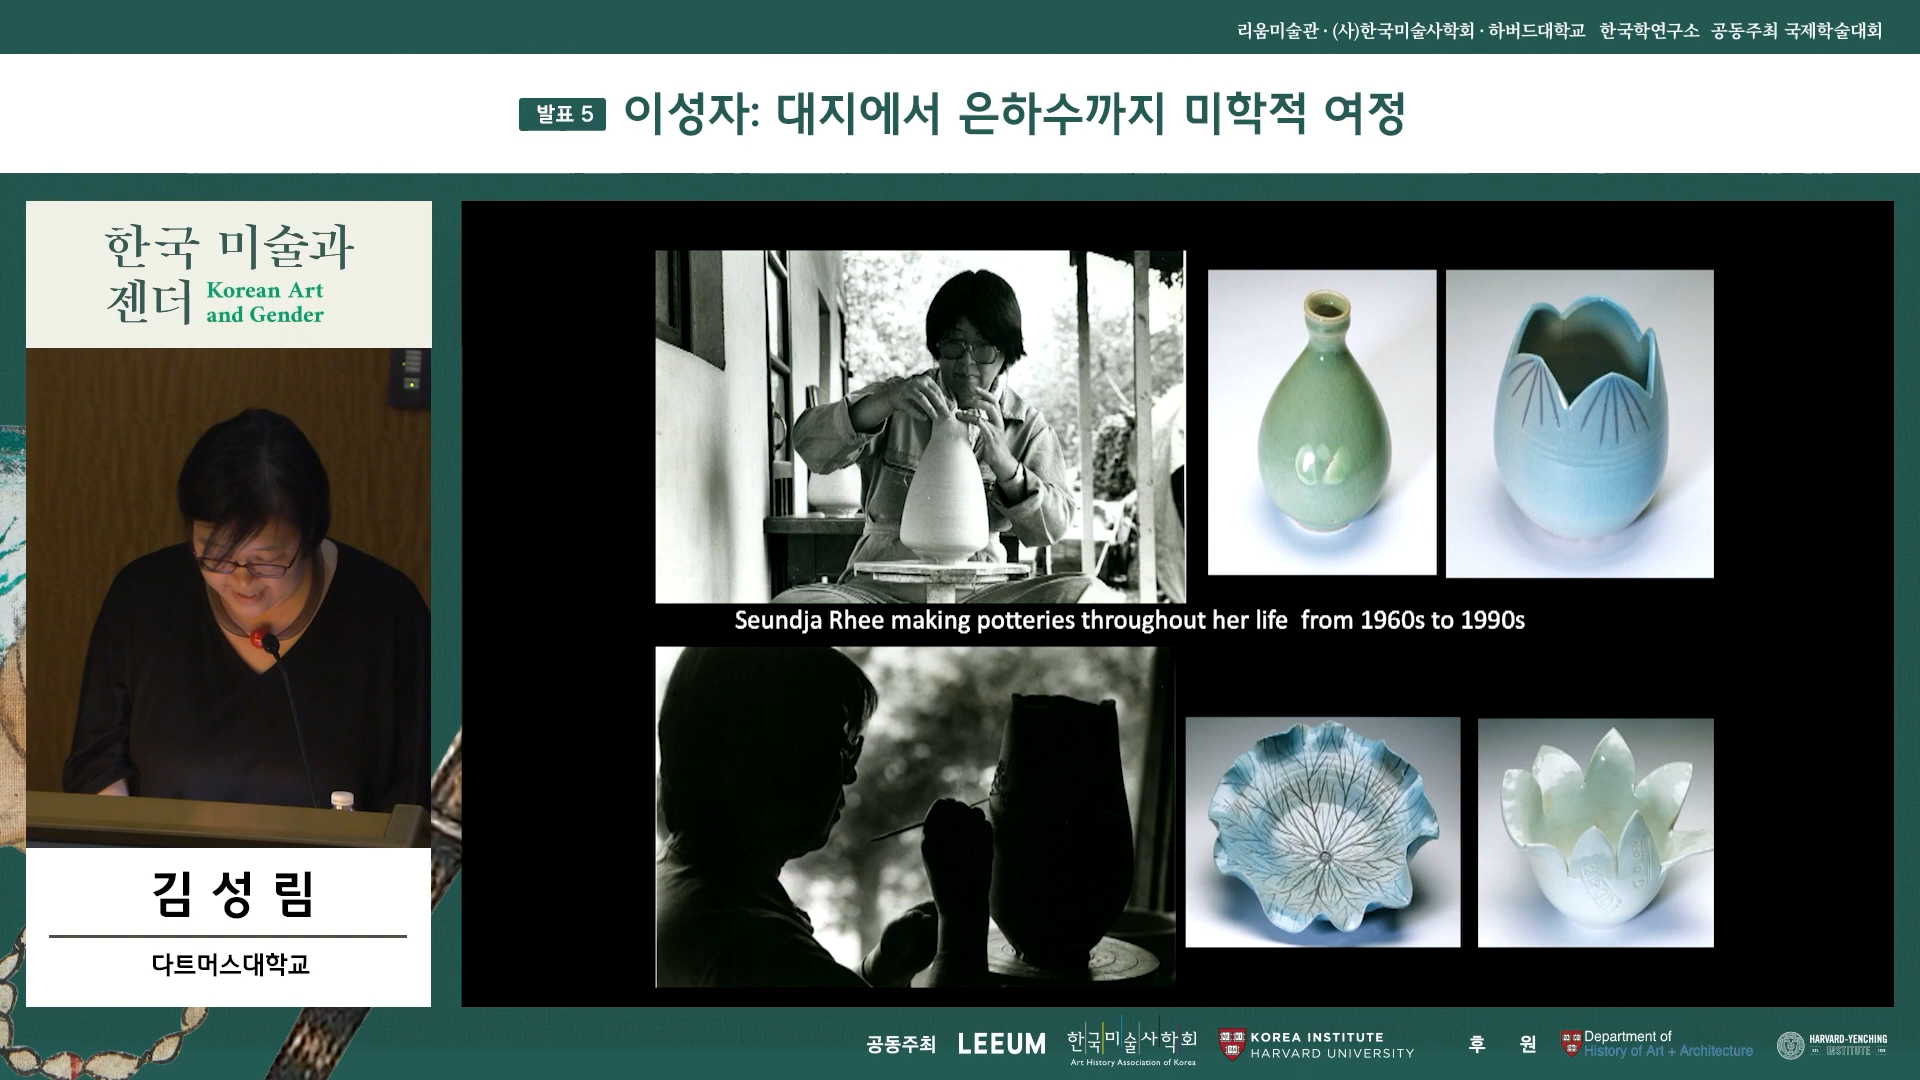 리움미술관 · (사)한국미술사학회 · 하버드대학교 한국학연구소 공동주최 국제학술대회
발표 5 이성자: 대지에서 은하수까지 미학적 여정
한국 미술과
젠더 Korean Art
and Gender
Seundja Rhee making potteries throughout her life from 1960s to 1990s
김성림
다트머스대학교
공동주최
LEEUM
한국미술사학회
Art History Association of Korea
KOREA INSTITUTE
HARVARD UNIVERSITY
후 원
Department of
History of Art + Architecture
HARVARD-YENCHING
INSTITUTE